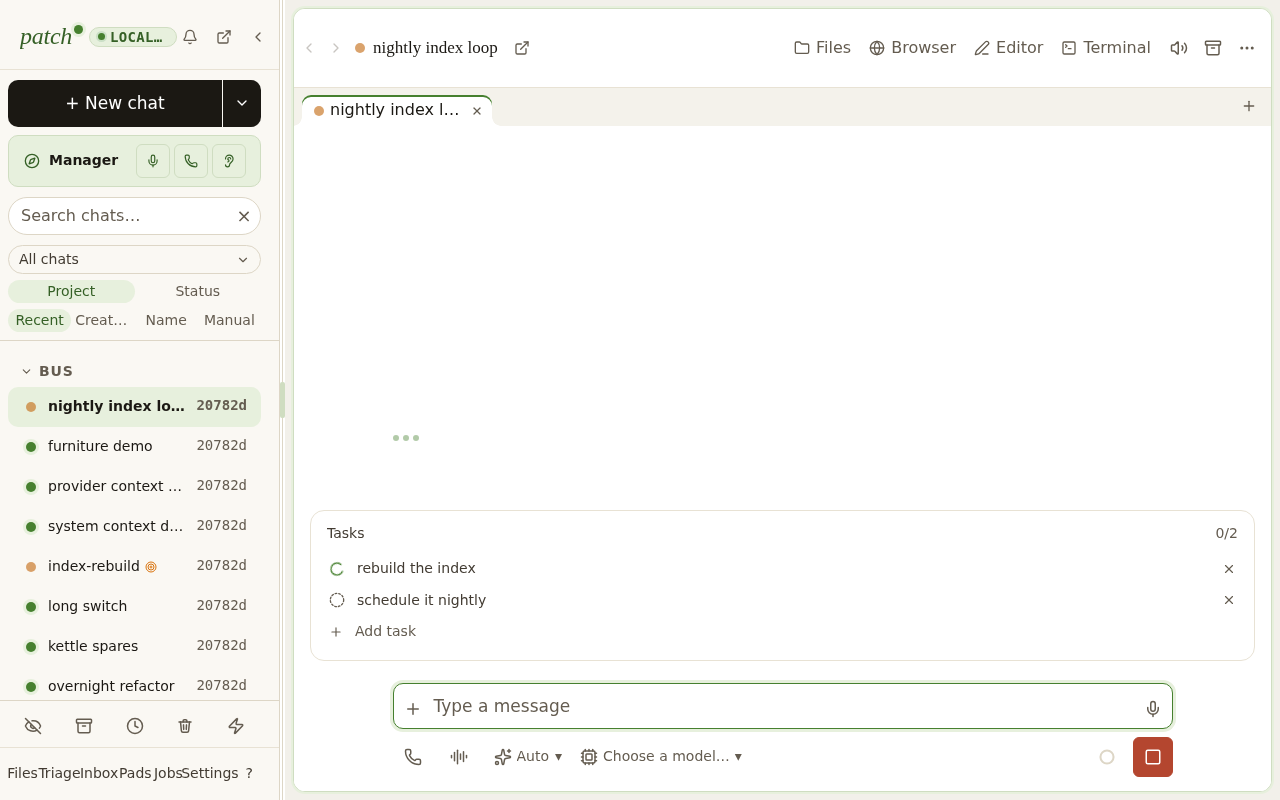 patch
LOCAL…
+ New chat
Manager
Search chats…
All chats
Project
Status
Recent
Creat…
Name
Manual
BUS
nightly index lo…
20782d
furniture demo
20782d
provider context …
20782d
system context d…
20782d
index-rebuild
20782d
long switch
20782d
kettle spares
20782d
overnight refactor
20782d
Files
Triage
Inbox
Pads
Jobs
Settings
?
nightly index loop
Files
Browser
Editor
Terminal
nightly index l…
Tasks
0/2
rebuild the index
schedule it nightly
Add task
Type a message
Auto ▾
Choose a model… ▾